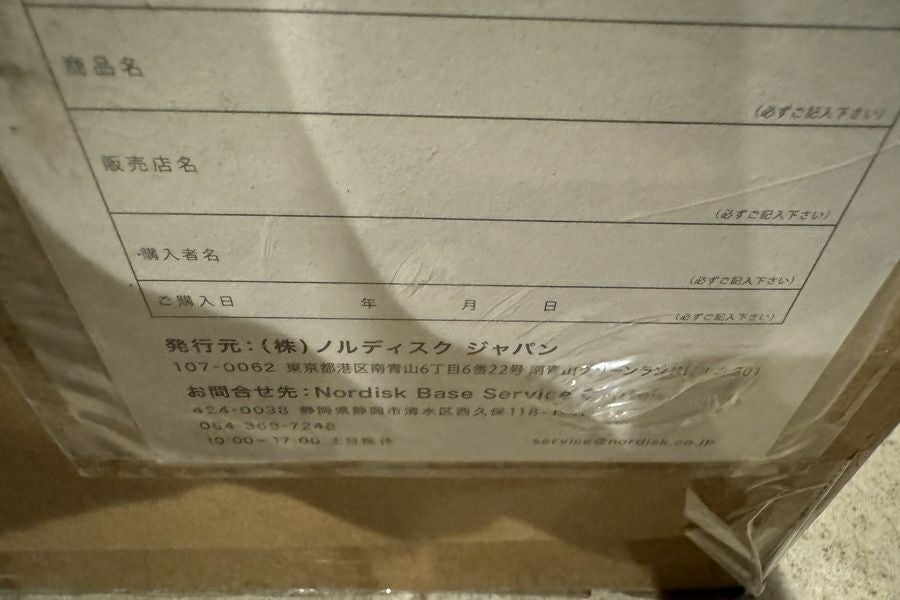 商品名
(必ずご記入下さい)
販売店名
(必ずご記入下さい)
購入者名
(必ずご記入下さい)
ご購入日 年 月 日
(必ずご記入下さい)
発行元：(株)ノルディスク ジャパン
107-0062 東京都港区南青山6丁目6番22号
お問合せ先：Nordisk Base Service
424-0038 静岡県静岡市清水区西久保118-
054-369-7248
10:00-17:00 土日祝休 service@nordisk.co.jp